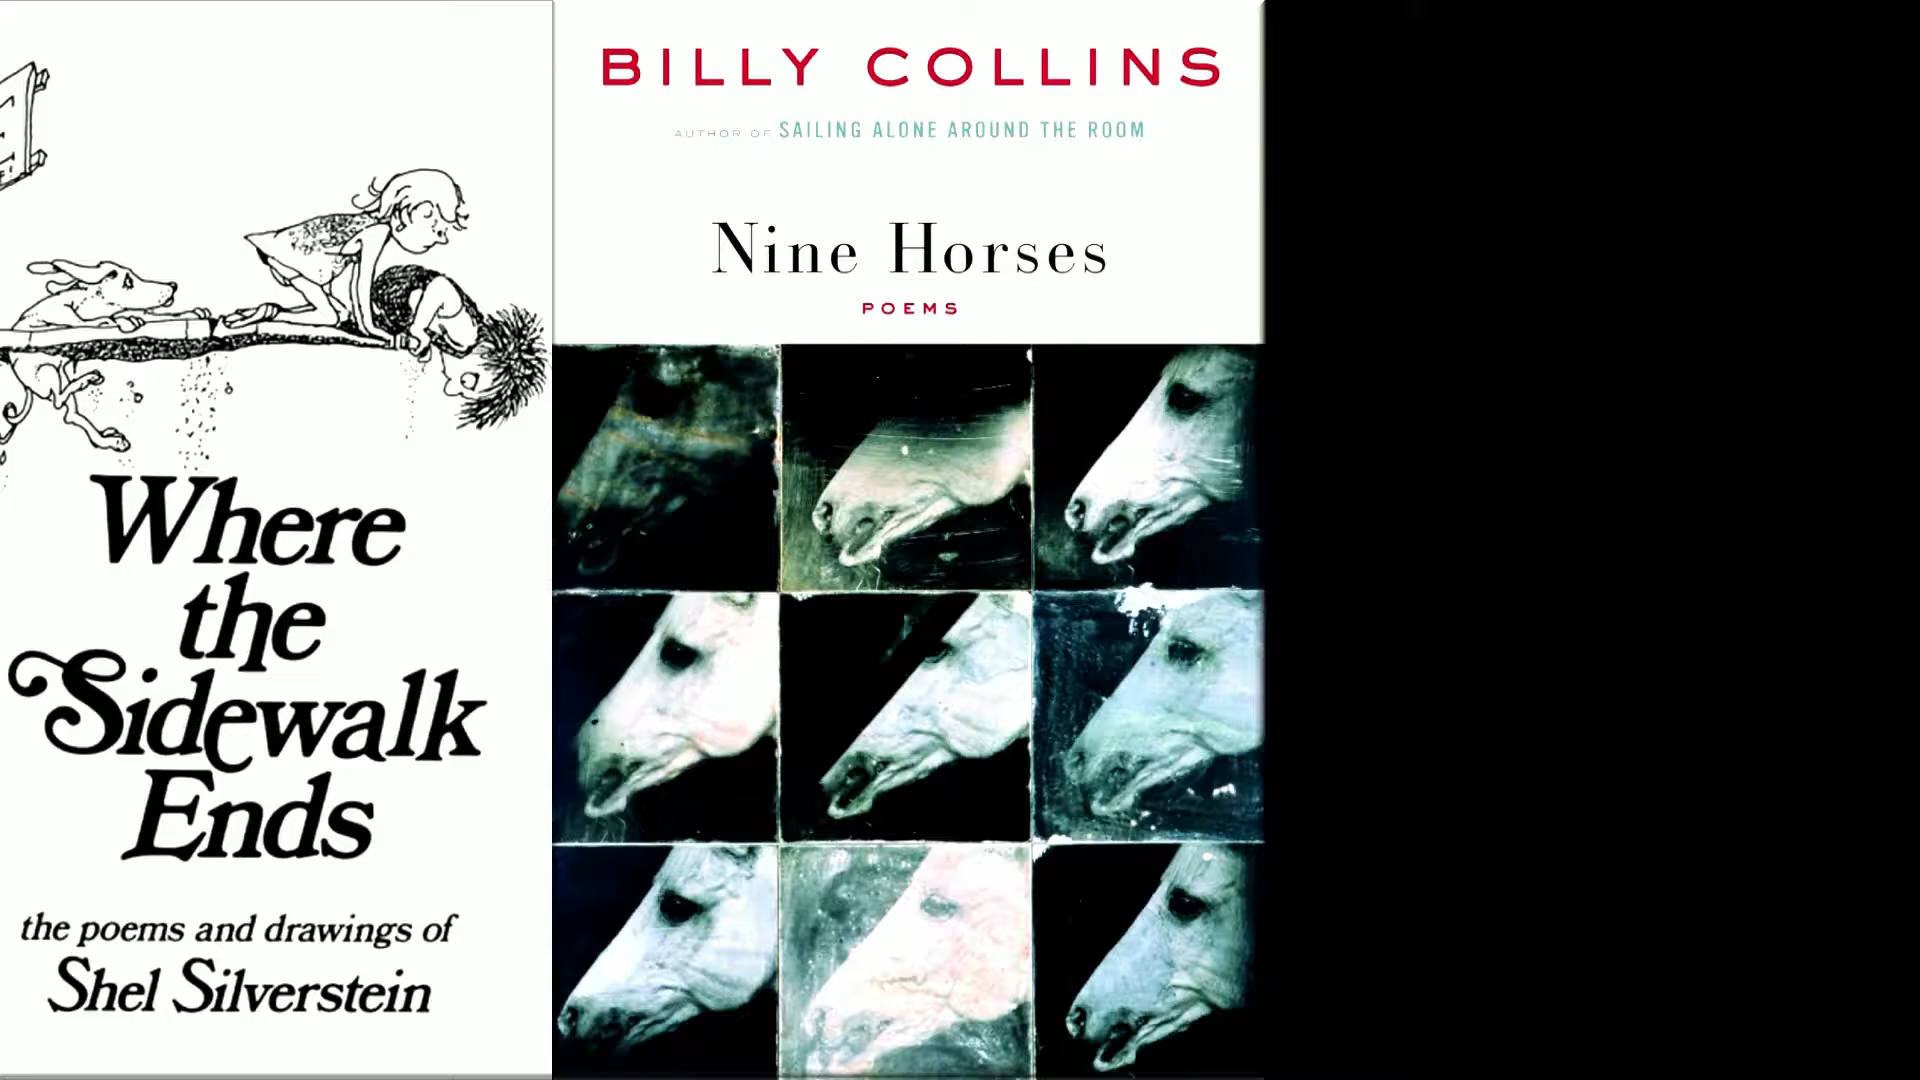 Where
the
Sidewalk
Ends
the poems and drawings of
Shel Silverstein
BILLY COLLINS
AUTHOR OF SAILING ALONE AROUND THE ROOM
Nine Horses
POEMS